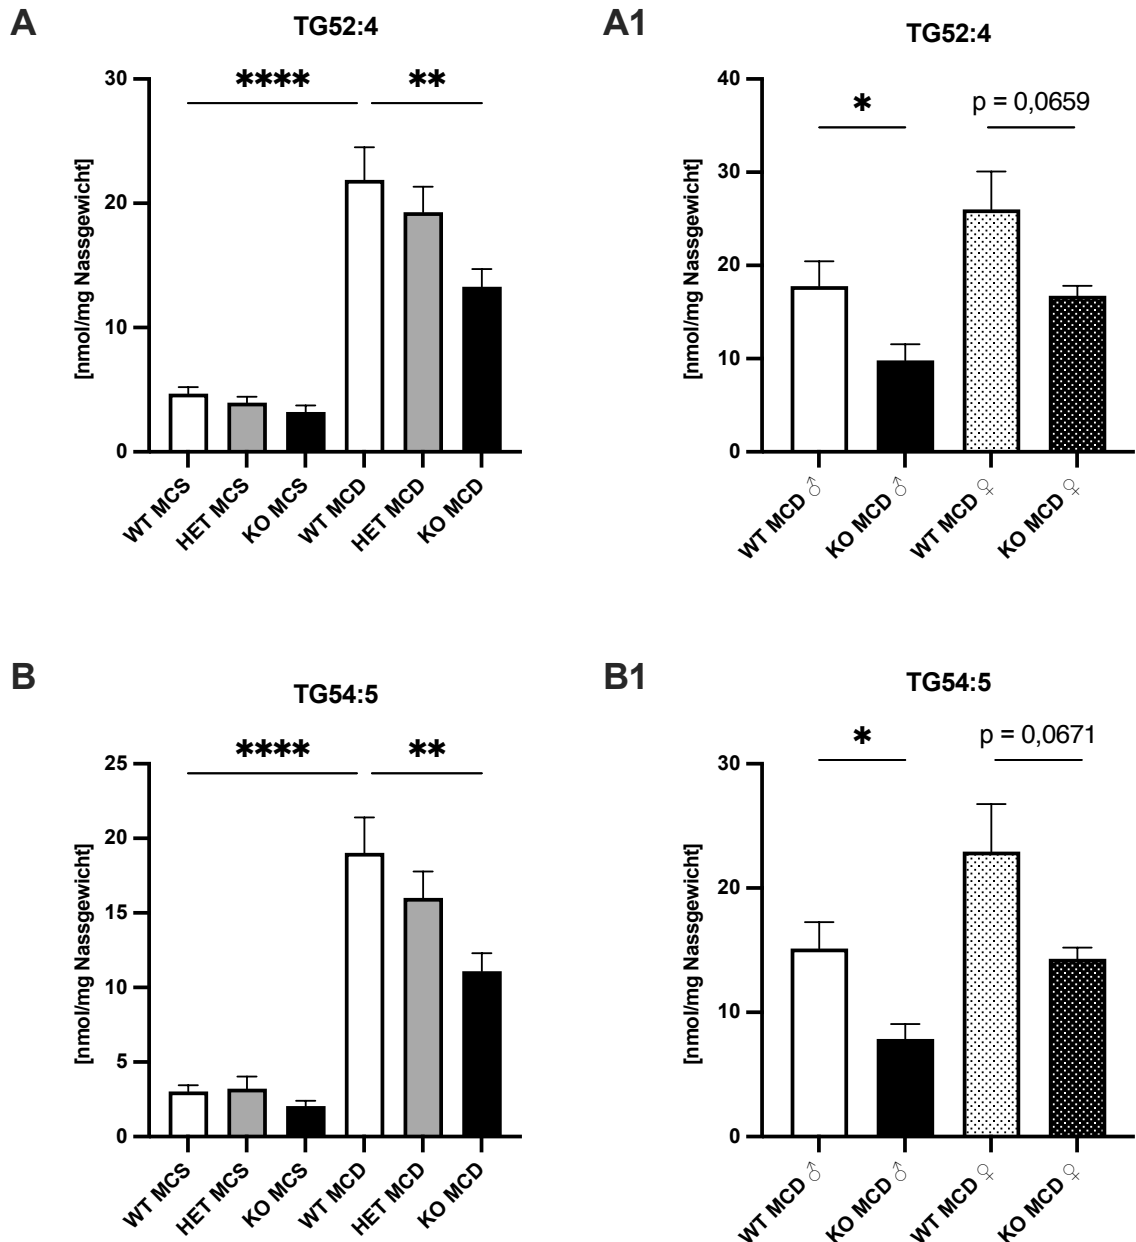 A
TG52:4
[nmol/mg Nassgewicht]
30
20
10
0
****
**
WT MCS
HET MCS
KO MCS
WT MCD
HET MCD
KO MCD
A1
TG52:4
[nmol/mg Nassgewicht]
40
30
20
10
0
*
p = 0,0659
WT MCD ♂
KO MCD ♂
WT MCD ♀
KO MCD ♀
B
TG54:5
[nmol/mg Nassgewicht]
25
20
15
10
5
0
****
**
WT MCS
HET MCS
KO MCS
WT MCD
HET MCD
KO MCD
B1
TG54:5
[nmol/mg Nassgewicht]
30
20
10
0
*
p = 0,0671
WT MCD ♂
KO MCD ♂
WT MCD ♀
KO MCD ♀